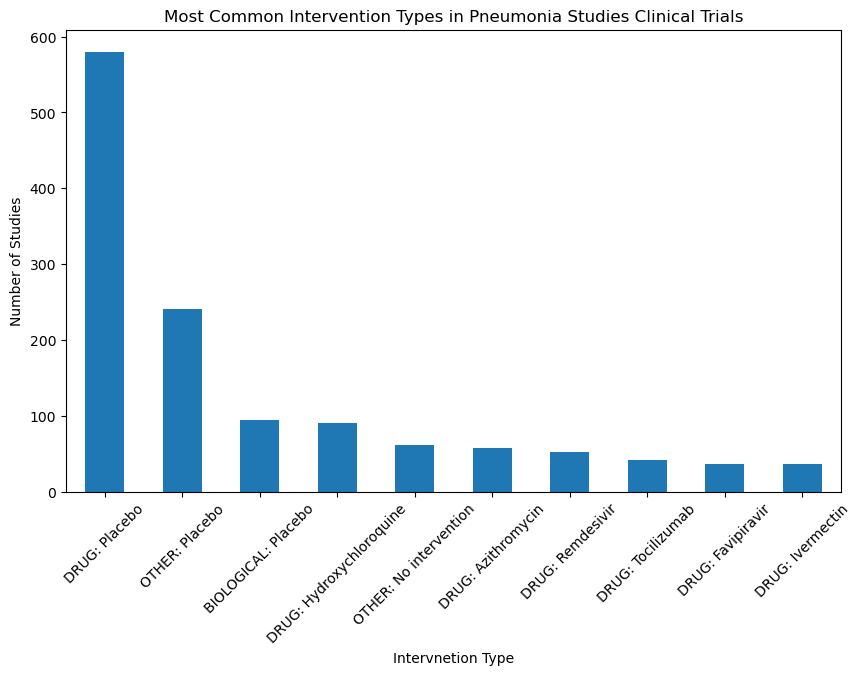 Most Common Intervention Types in Pneumonia Studies Clinical Trials
Number of Studies
600
500
400
300
200
100
0
DRUG: Placebo
OTHER: Placebo
BIOLOGICAL: Placebo
DRUG: Hydroxychloroquine
OTHER: No intervention
DRUG: Azithromycin
DRUG: Remdesivir
DRUG: Tocilizumab
DRUG: Favipiravir
DRUG: Ivermectin
Intervnetion Type